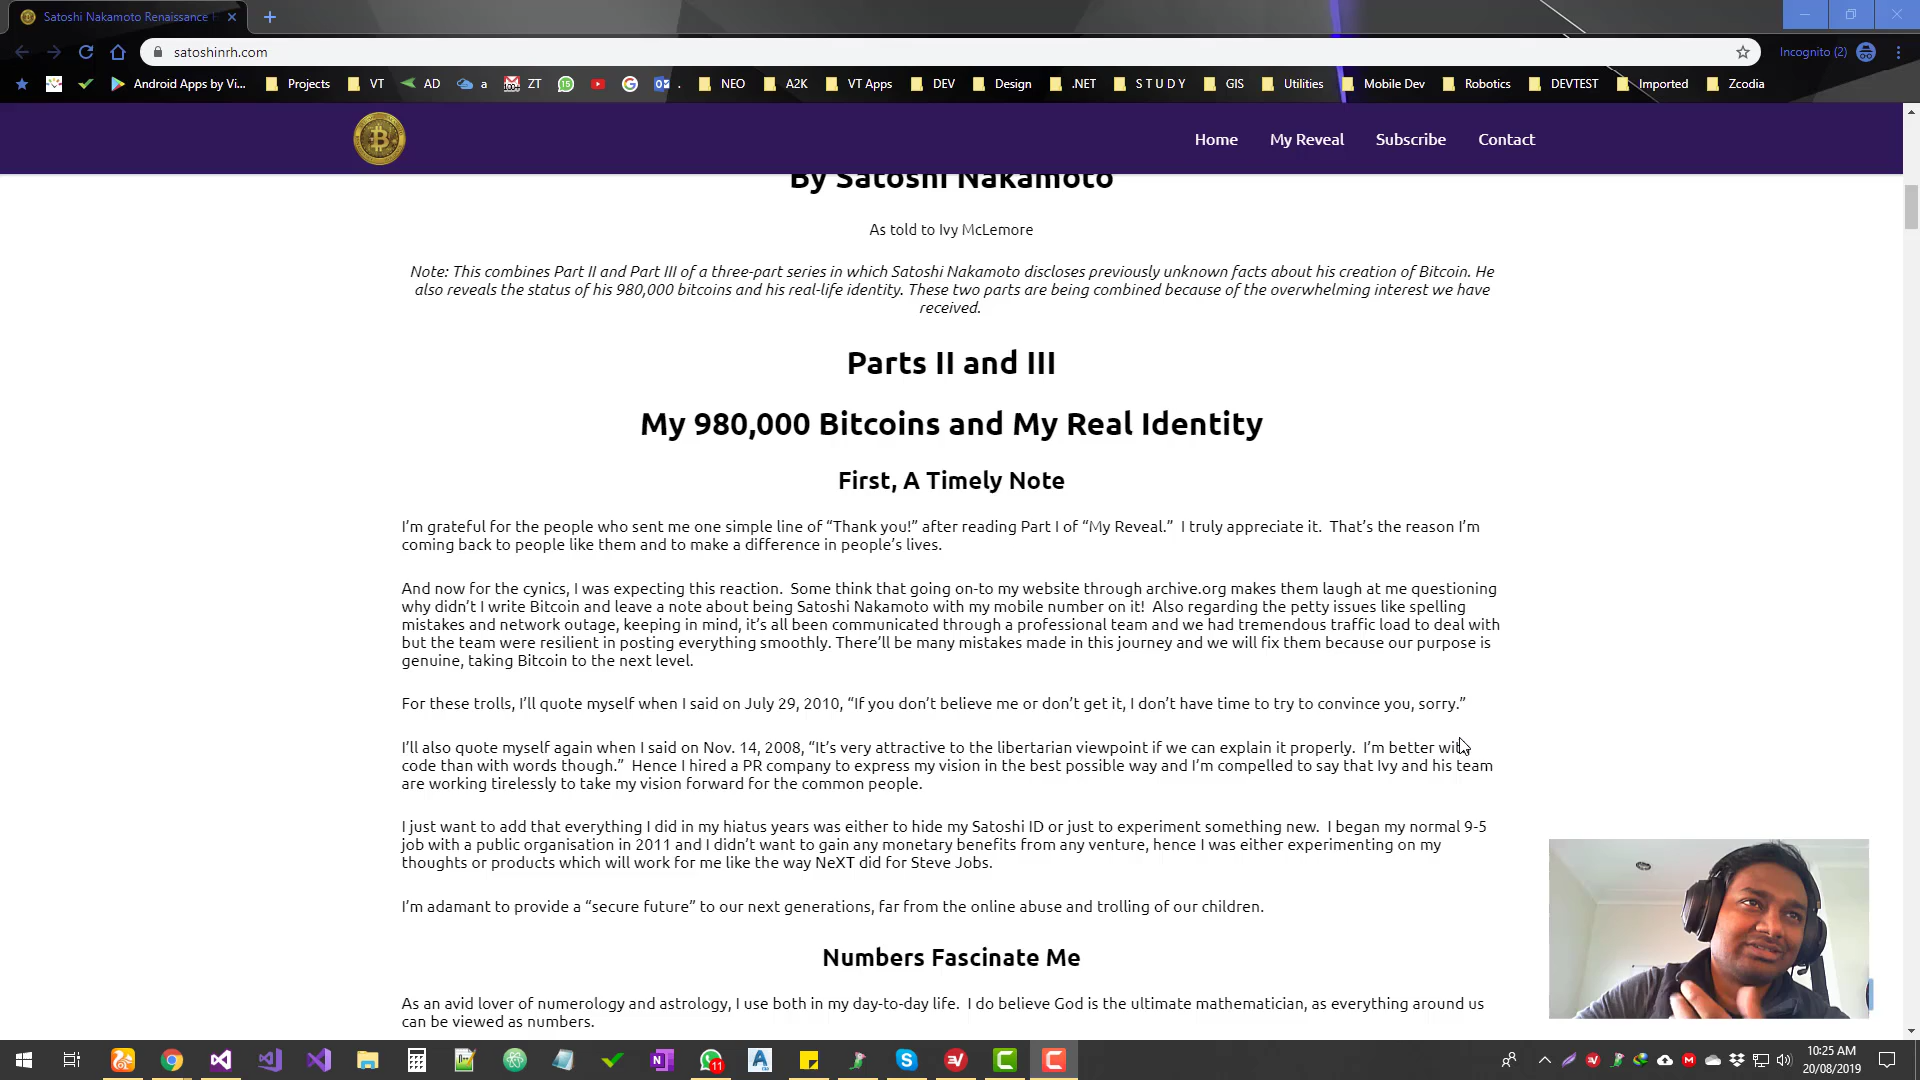 Satoshi Nakamoto Renaissance
satoshinrh.com
Incognito (2)
Android Apps by Vi...
Projects
VT
AD
a
100+
ZT
15
.
NEO
A2K
VT Apps
DEV
Design
.NET
S T U D Y
GIS
Utilities
Mobile Dev
Robotics
DEVTEST
Imported
Zcodia
Home
My Reveal
Subscribe
Contact
By Satoshi Nakamoto
As told to Ivy McLemore
Note: This combines Part II and Part III of a three-part series in which Satoshi Nakamoto discloses previously unknown facts about his creation of Bitcoin. He
also reveals the status of his 980,000 bitcoins and his real-life identity. These two parts are being combined because of the overwhelming interest we have
received.
Parts II and III
My 980,000 Bitcoins and My Real Identity
First, A Timely Note
I’m grateful for the people who sent me one simple line of “Thank you!” after reading Part I of “My Reveal.”  I truly appreciate it.  That’s the reason I’m
coming back to people like them and to make a difference in people’s lives.
And now for the cynics, I was expecting this reaction.  Some think that going on-to my website through archive.org makes them laugh at me questioning
why didn’t I write Bitcoin and leave a note about being Satoshi Nakamoto with my mobile number on it!  Also regarding the petty issues like spelling
mistakes and network outage, keeping in mind, it’s all been communicated through a professional team and we had tremendous traffic load to deal with
but the team were resilient in posting everything smoothly. There’ll be many mistakes made in this journey and we will fix them because our purpose is
genuine, taking Bitcoin to the next level.
For these trolls, I’ll quote myself when I said on July 29, 2010, “If you don’t believe me or don’t get it, I don’t have time to try to convince you, sorry.”
I’ll also quote myself again when I said on Nov. 14, 2008, “It’s very attractive to the libertarian viewpoint if we can explain it properly.  I’m better with
code than with words though.”  Hence I hired a PR company to express my vision in the best possible way and I’m compelled to say that Ivy and his team
are working tirelessly to take my vision forward for the common people.
I just want to add that everything I did in my hiatus years was either to hide my Satoshi ID or just to experiment something new.  I began my normal 9-5
job with a public organisation in 2011 and I didn’t want to gain any monetary benefits from any venture, hence I was either experimenting on my
thoughts or products which will work for me like the way NeXT did for Steve Jobs.
I’m adamant to provide a “secure future” to our next generations, far from the online abuse and trolling of our children.
Numbers Fascinate Me
As an avid lover of numerology and astrology, I use both in my day-to-day life.  I do believe God is the ultimate mathematician, as everything around us
can be viewed as numbers.
11
10:25 AM
20/08/2019